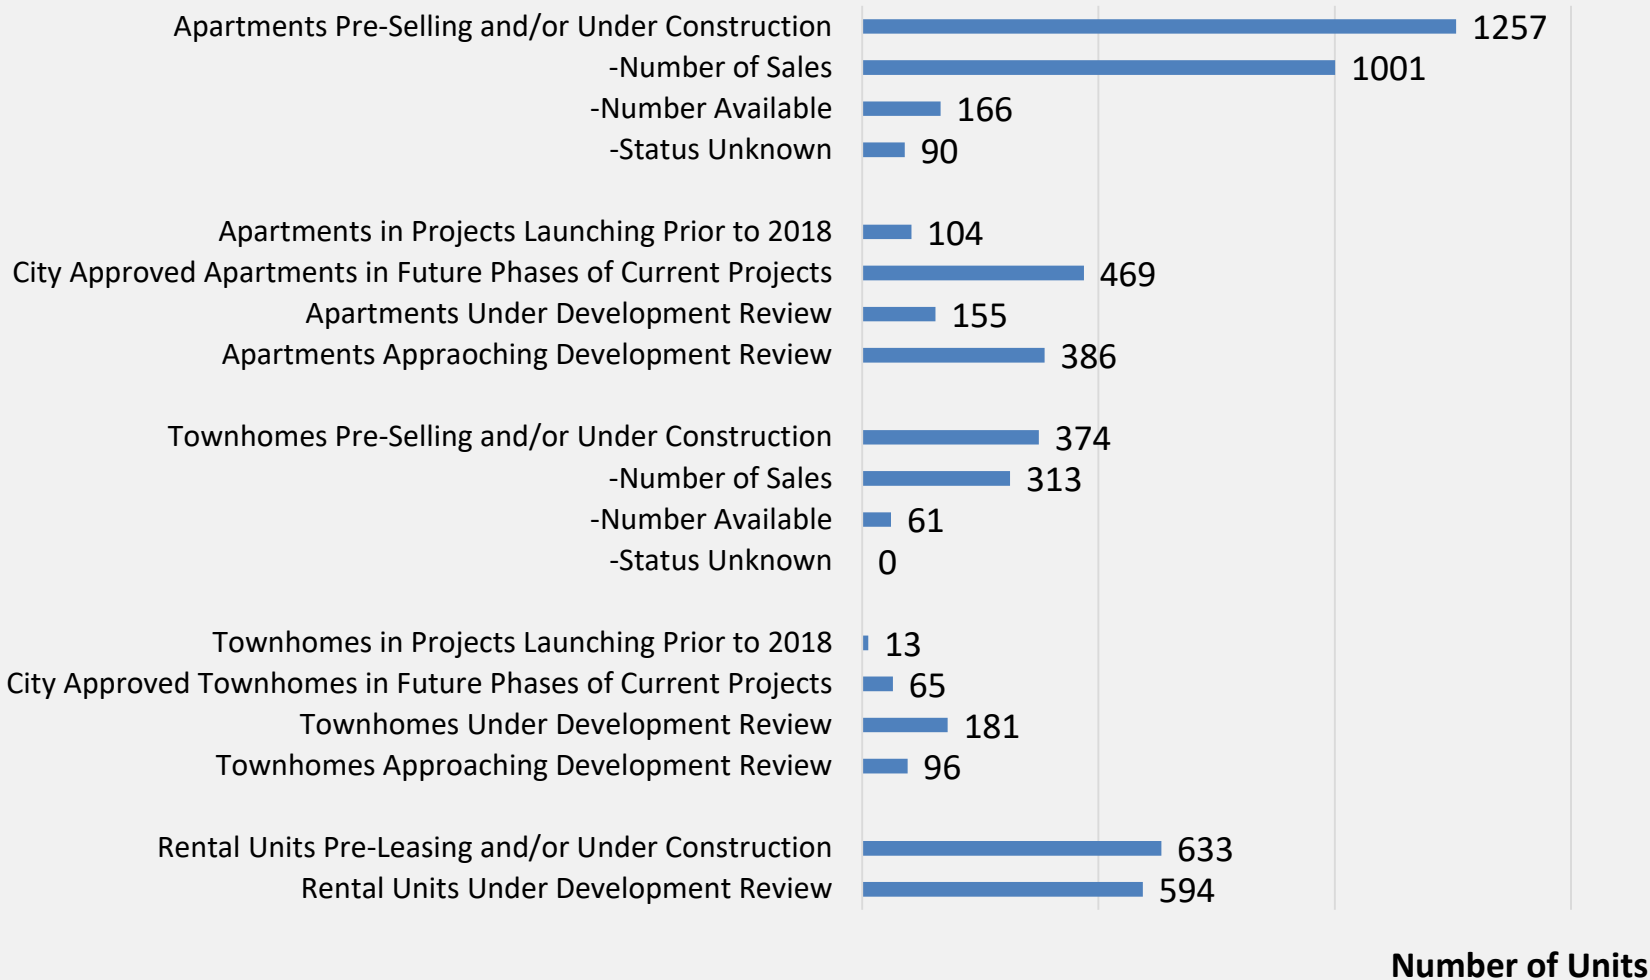 Apartments Pre-Selling and/or Under Construction 1257
-Number of Sales 1001
-Number Available 166
-Status Unknown 90
Apartments in Projects Launching Prior to 2018 104
City Approved Apartments in Future Phases of Current Projects 469
Apartments Under Development Review 155
Apartments Appraoching Development Review 386
Townhomes Pre-Selling and/or Under Construction 374
-Number of Sales 313
-Number Available 61
-Status Unknown 0
Townhomes in Projects Launching Prior to 2018 13
City Approved Townhomes in Future Phases of Current Projects 65
Townhomes Under Development Review 181
Townhomes Approaching Development Review 96
Rental Units Pre-Leasing and/or Under Construction 633
Rental Units Under Development Review 594
Number of Units